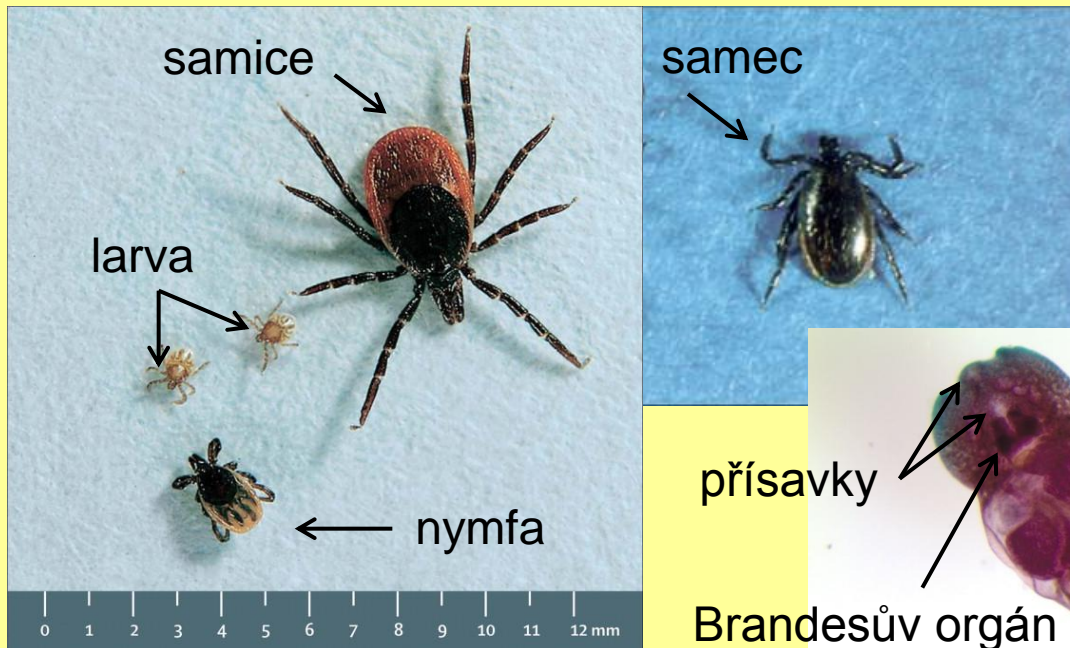 samice
samec
larva
nymfa
přísavky
Brandesův orgán
0 1 2 3 4 5 6 7 8 9 10 11 12 mm